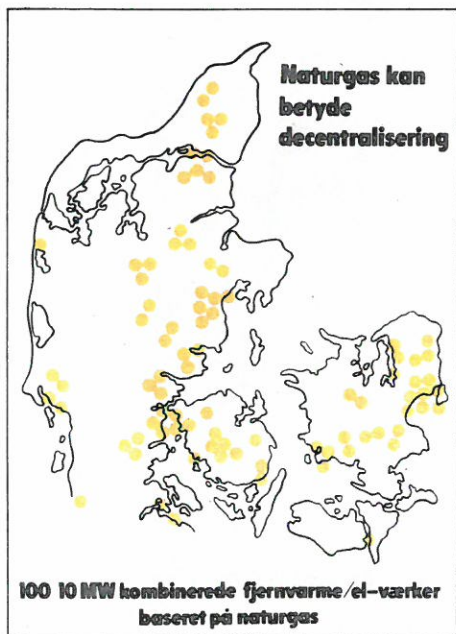 Naturgas kan
betyde
decentralisering
100 10 MW kombinerede fjernvarme/el-værker
baseret på naturgas